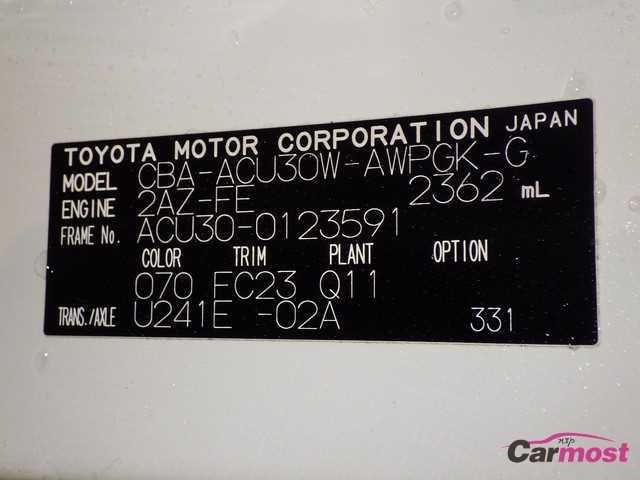 TOYOTA MOTOR CORPORATION JAPAN
MODEL CBA-ACU30W-AWPGK-G
ENGINE 2AZ-FE 2362 mL
FRAME No. ACU30-0123591
COLOR TRIM PLANT OPTION
070 FC23 Q11
TRANS./AXLE U241E -02A 331
nxp
Carmost